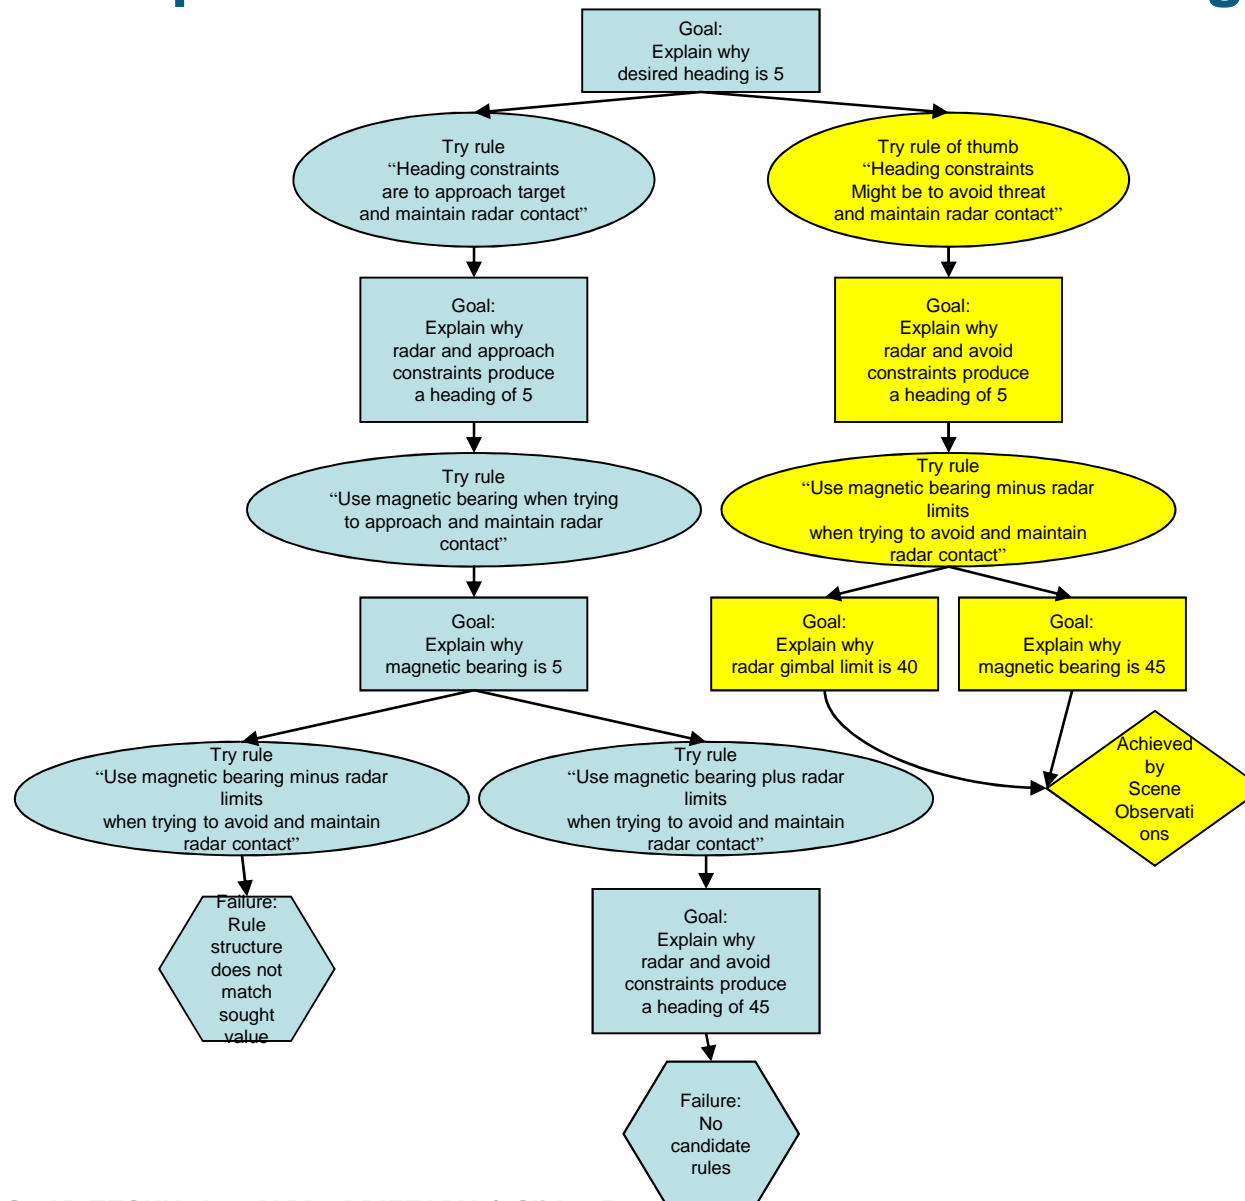 Goal:
Explain why
desired heading is 5
Try rule
“Heading constraints
are to approach target
and maintain radar contact”
Try rule of thumb
“Heading constraints
Might be to avoid threat
and maintain radar contact”
Goal:
Explain why
radar and approach
constraints produce
a heading of 5
Goal:
Explain why
radar and avoid
constraints produce
a heading of 5
Try rule
“Use magnetic bearing when trying
to approach and maintain radar
contact”
Try rule
“Use magnetic bearing minus radar
limits
when trying to avoid and maintain
radar contact”
Goal:
Explain why
magnetic bearing is 5
Goal:
Explain why
radar gimbal limit is 40
Goal:
Explain why
magnetic bearing is 45
Try rule
“Use magnetic bearing minus radar
limits
when trying to avoid and maintain
radar contact”
Try rule
“Use magnetic bearing plus radar
limits
when trying to avoid and maintain
radar contact”
Achieved
by
Scene
Observati
ons
Failure:
Rule
structure
does not
match
sought
value
Goal:
Explain why
radar and avoid
constraints produce
a heading of 45
Failure:
No
candidate
rules